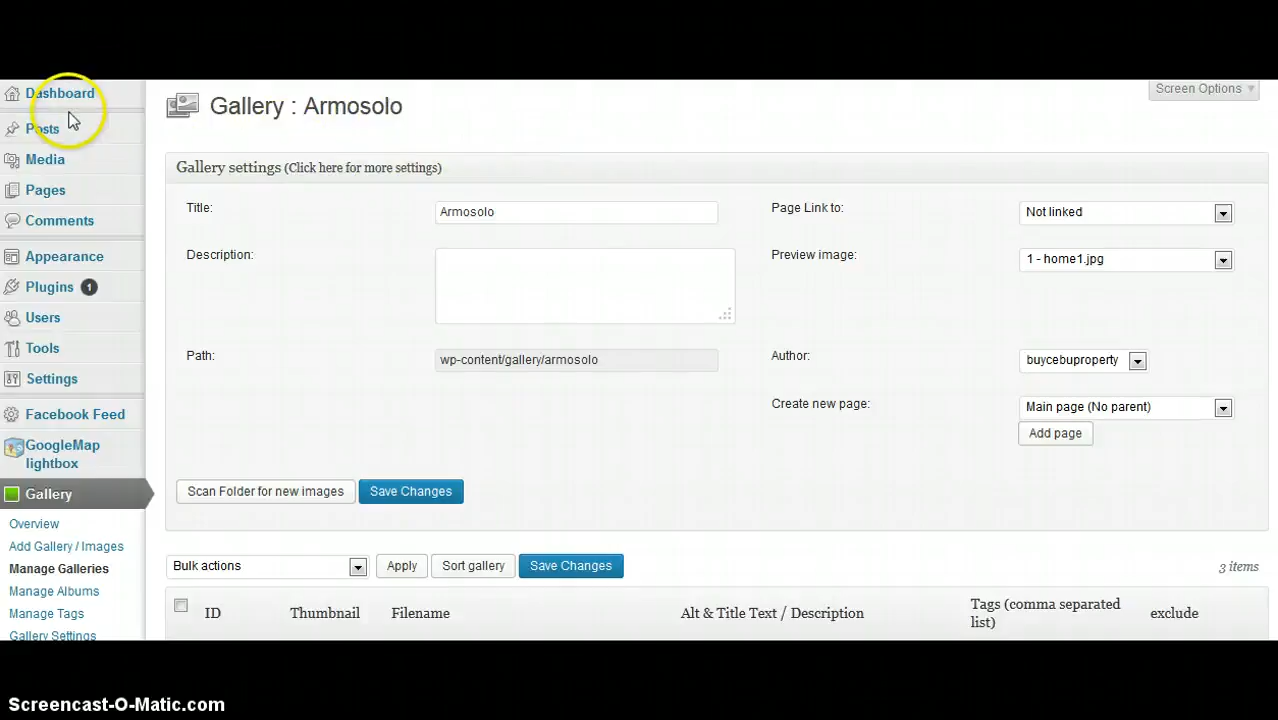 Dashboard
Posts
Media
Pages
Comments
Appearance
Plugins 1
Users
Tools
Settings
Facebook Feed
GoogleMap
lightbox
Gallery
Overview
Add Gallery / Images
Manage Galleries
Manage Albums
Manage Tags
Gallery Settings
Screen Options
Gallery : Armosolo
Gallery settings (Click here for more settings)
Title: Armosolo Page Link to: Not linked
Description: Preview image: 1 - home1.jpg
Path: wp-content/gallery/armosolo Author: buycebuproperty
Create new page: Main page (No parent)
Add page
Scan Folder for new images Save Changes
Bulk actions Apply Sort gallery Save Changes 3 items
ID Thumbnail Filename Alt & Title Text / Description Tags (comma separated
list) exclude
Screencast-O-Matic.com